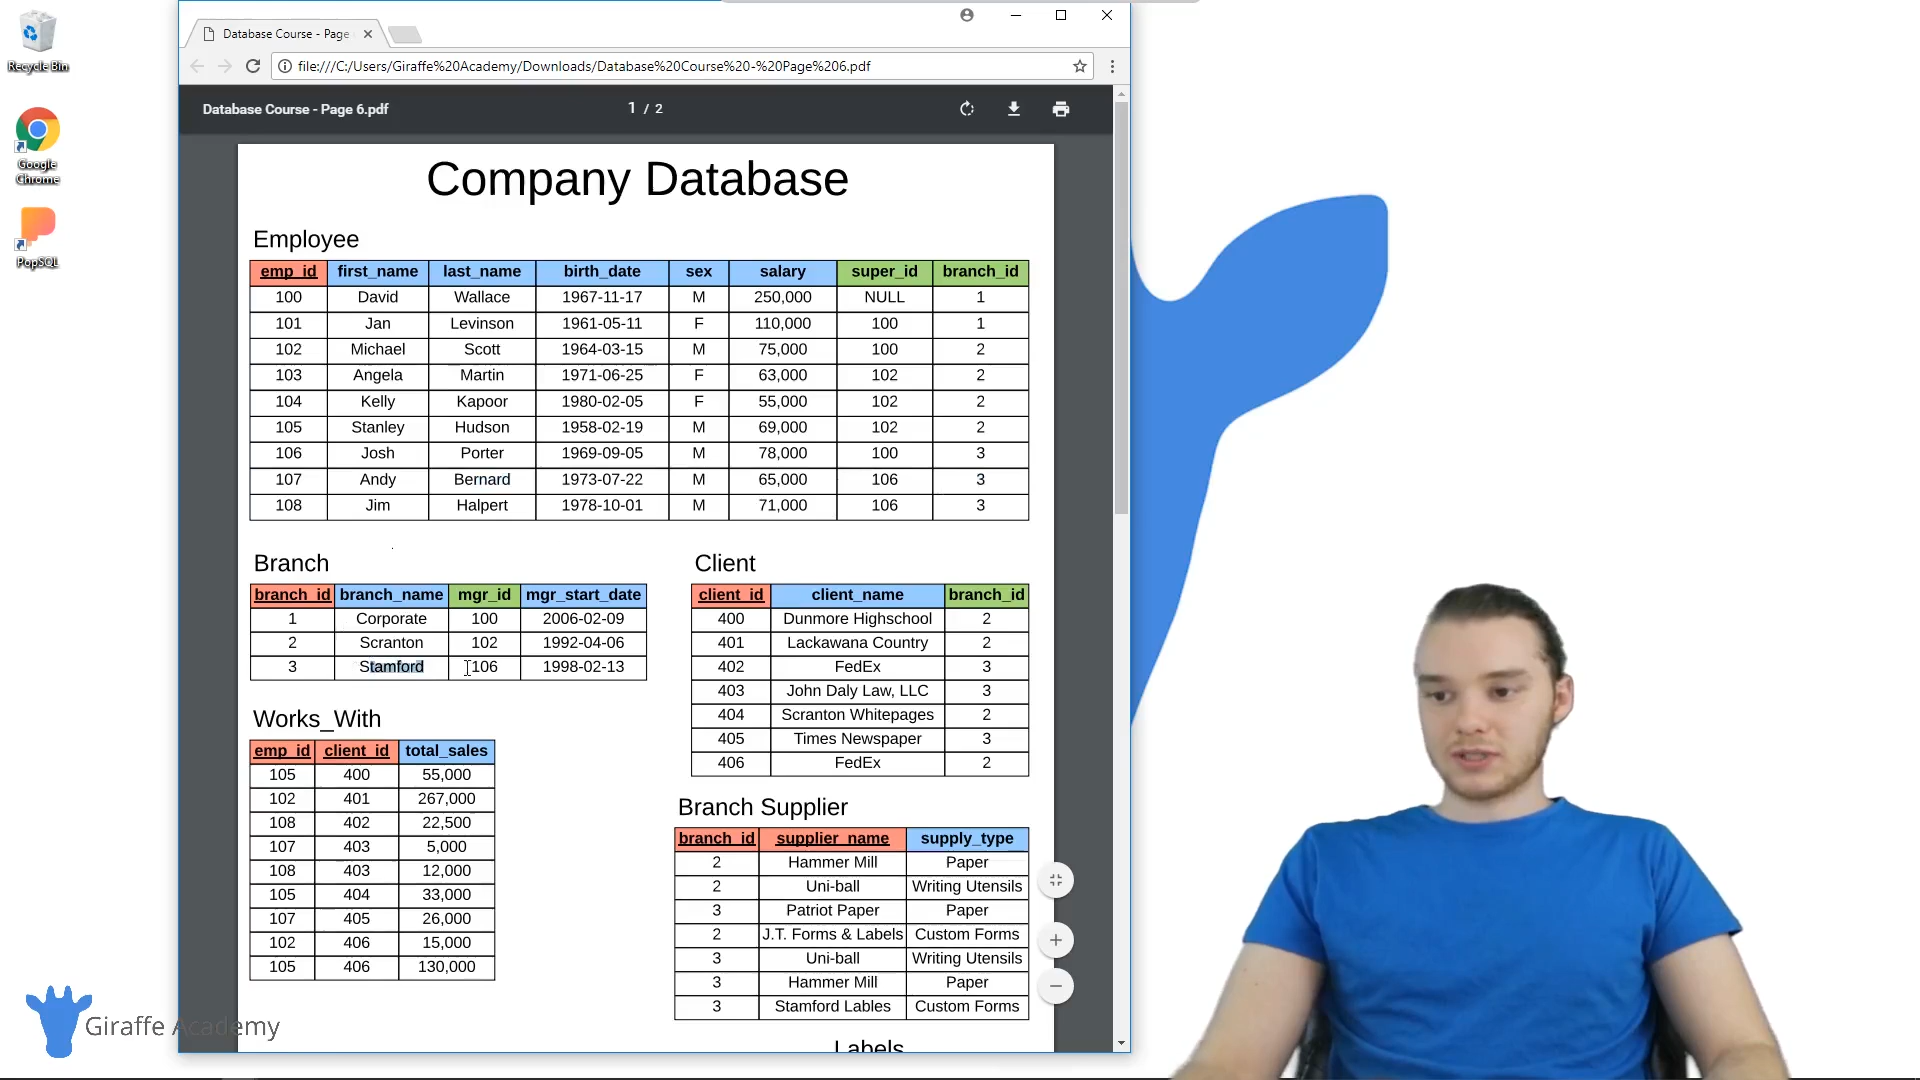 Recycle Bin
Google Chrome
PopSQL
Database Course - Page
file:///C:/Users/Giraffe%20Academy/Downloads/Database%20Course%20-%20Page%206.pdf
Database Course - Page 6.pdf
1 / 2
Company Database
Employee
emp_id first_name last_name birth_date sex salary super_id branch_id
100 David Wallace 1967-11-17 M 250,000 NULL 1
101 Jan Levinson 1961-05-11 F 110,000 100 1
102 Michael Scott 1964-03-15 M 75,000 100 2
103 Angela Martin 1971-06-25 F 63,000 102 2
104 Kelly Kapoor 1980-02-05 F 55,000 102 2
105 Stanley Hudson 1958-02-19 M 69,000 102 2
106 Josh Porter 1969-09-05 M 78,000 100 3
107 Andy Bernard 1973-07-22 M 65,000 106 3
108 Jim Halpert 1978-10-01 M 71,000 106 3
Branch
branch_id branch_name mgr_id mgr_start_date
1 Corporate 100 2006-02-09
2 Scranton 102 1992-04-06
3 Stamford 106 1998-02-13
Works_With
emp_id client_id total_sales
105 400 55,000
102 401 267,000
108 402 22,500
107 403 5,000
108 403 12,000
105 404 33,000
107 405 26,000
102 406 15,000
105 406 130,000
Client
client_id client_name branch_id
400 Dunmore Highschool 2
401 Lackawana Country 2
402 FedEx 3
403 John Daly Law, LLC 3
404 Scranton Whitepages 2
405 Times Newspaper 3
406 FedEx 2
Branch Supplier
branch_id supplier_name supply_type
2 Hammer Mill Paper
2 Uni-ball Writing Utensils
3 Patriot Paper Paper
2 J.T. Forms & Labels Custom Forms
3 Uni-ball Writing Utensils
3 Hammer Mill Paper
3 Stamford Lables Custom Forms
Labels
Giraffe Academy